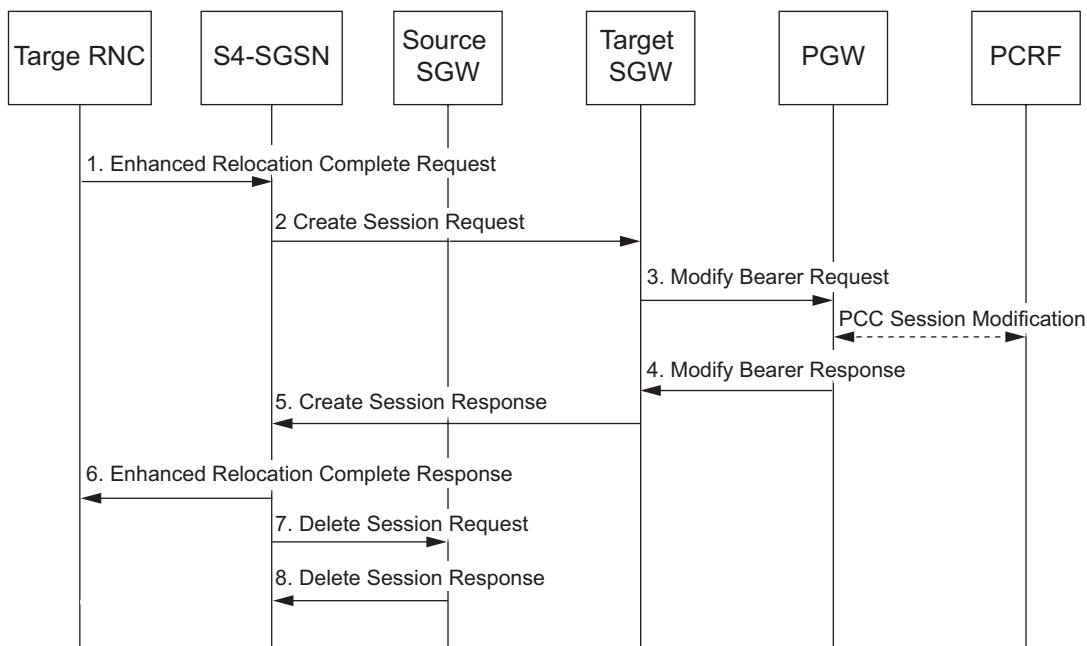 Targe RNC
S4-SGSN
Source
SGW
Target
SGW
PGW
PCRF
1. Enhanced Relocation Complete Request
2 Create Session Request
3. Modify Bearer Request
PCC Session Modification
4. Modify Bearer Response
5. Create Session Response
6. Enhanced Relocation Complete Response
7. Delete Session Request
8. Delete Session Response